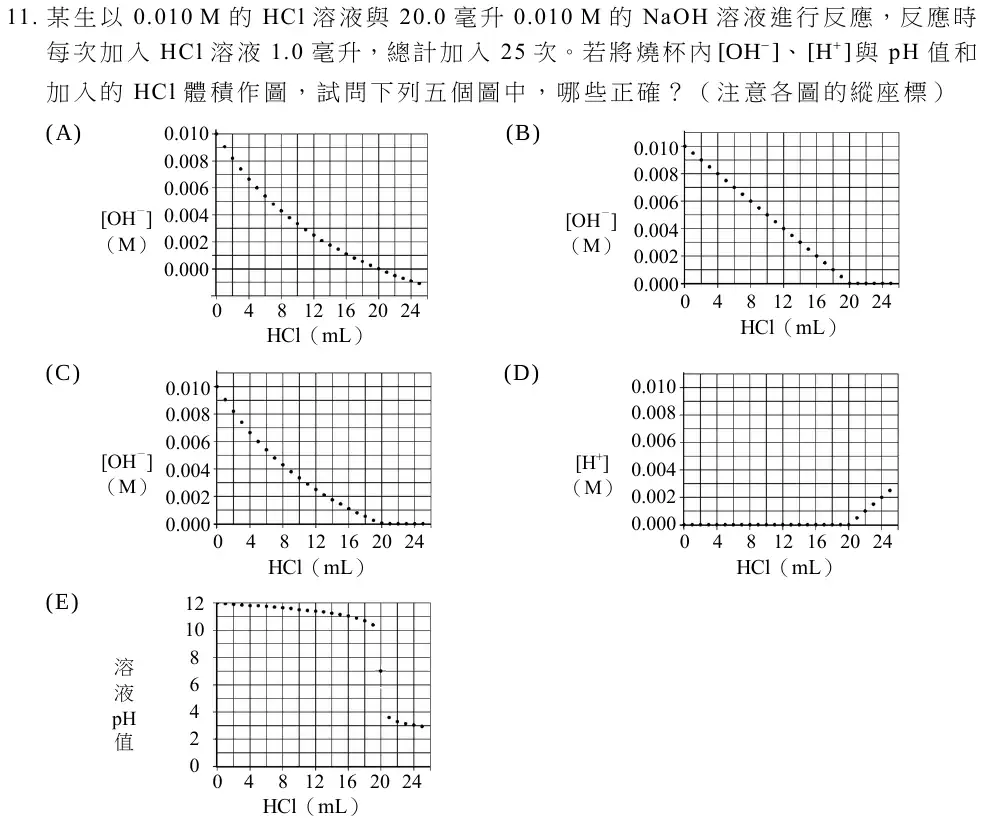 11. 某生以 0.010 M 的 HCl 溶液與 20.0 毫升 0.010 M 的 NaOH 溶液進行反應，反應時
每次加入 HCl 溶液 1.0 毫升，總計加入 25 次。若將燒杯內[OH⁻]、[H⁺]與 pH 值和
加入的 HCl 體積作圖，試問下列五個圖中，哪些正確？（注意各圖的縱座標）
(A)
0.010
0.008
0.006
0.004
0.002
0.000
[OH⁻]
（M）
0 4 8 12 16 20 24
HCl（mL）
(B)
0.010
0.008
0.006
0.004
0.002
0.000
[OH⁻]
（M）
0 4 8 12 16 20 24
HCl（mL）
(C)
0.010
0.008
0.006
0.004
0.002
0.000
[OH⁻]
（M）
0 4 8 12 16 20 24
HCl（mL）
(D)
0.010
0.008
0.006
0.004
0.002
0.000
[H⁺]
（M）
0 4 8 12 16 20 24
HCl（mL）
(E)
12
10
8
6
4
2
0
溶
液
pH
值
0 4 8 12 16 20 24
HCl（mL）